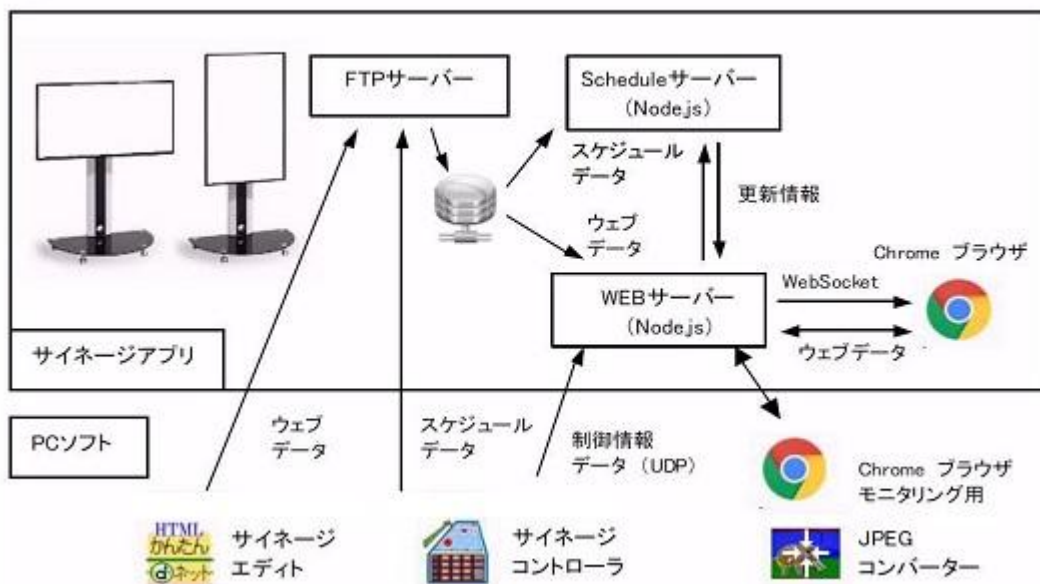 FTPサーバー
Scheduleサーバー
(Node.js)
スケジュール
データ
更新情報
ウェブ
データ
Chrome ブラウザ
WEBサーバー
(Node.js)
WebSocket
ウェブデータ
サイネージアプリ
PCソフト
ウェブ
データ
スケジュール
データ
制御情報
データ (UDP)
Chrome ブラウザ
モニタリング用
HTML
かんたん
dネット
サイネージ
エディト
サイネージ
コントローラ
JPEG
コンバーター